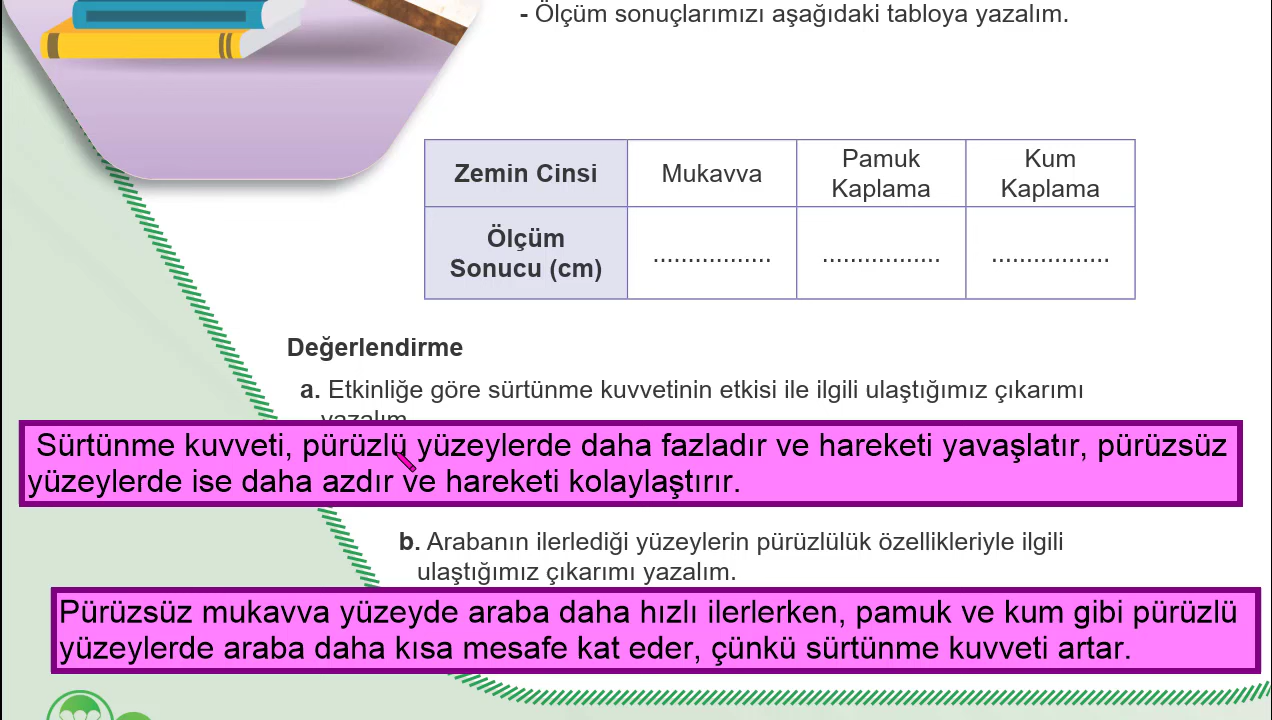 - Ölçüm sonuçlarımızı aşağıdaki tabloya yazalım.
Zemin Cinsi
Mukavva
Pamuk
Kaplama
Kum
Kaplama
Ölçüm
Sonucu (cm)
.................
.................
.................
Değerlendirme
a. Etkinliğe göre sürtünme kuvvetinin etkisi ile ilgili ulaştığımız çıkarımı
yazalım.
Sürtünme kuvveti, pürüzlü yüzeylerde daha fazladır ve hareketi yavaşlatır, pürüzsüz
yüzeylerde ise daha azdır ve hareketi kolaylaştırır.
b. Arabanın ilerlediği yüzeylerin pürüzlülük özellikleriyle ilgili
ulaştığımız çıkarımı yazalım.
Pürüzsüz mukavva yüzeyde araba daha hızlı ilerlerken, pamuk ve kum gibi pürüzlü
yüzeylerde araba daha kısa mesafe kat eder, çünkü sürtünme kuvveti artar.